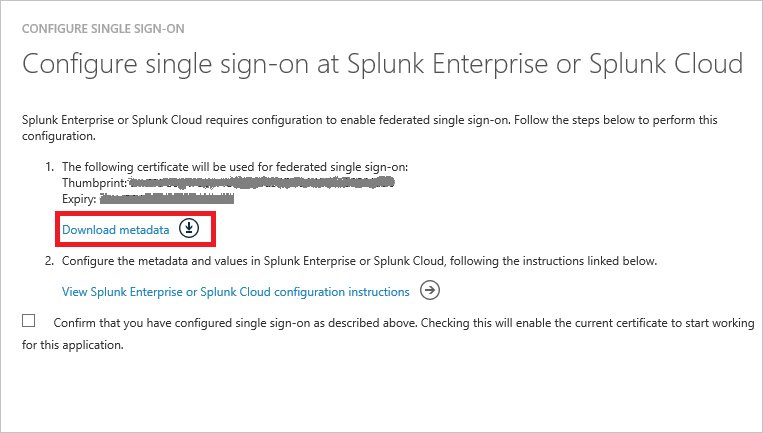 CONFIGURE SINGLE SIGN-ON
Configure single sign-on at Splunk Enterprise or Splunk Cloud
Splunk Enterprise or Splunk Cloud requires configuration to enable federated single sign-on. Follow the steps below to perform this
configuration.
1. The following certificate will be used for federated single sign-on:
Thumbprint:
Expiry:
Download metadata
2. Configure the metadata and values in Splunk Enterprise or Splunk Cloud, following the instructions linked below.
View Splunk Enterprise or Splunk Cloud configuration instructions
Confirm that you have configured single sign-on as described above. Checking this will enable the current certificate to start working
for this application.